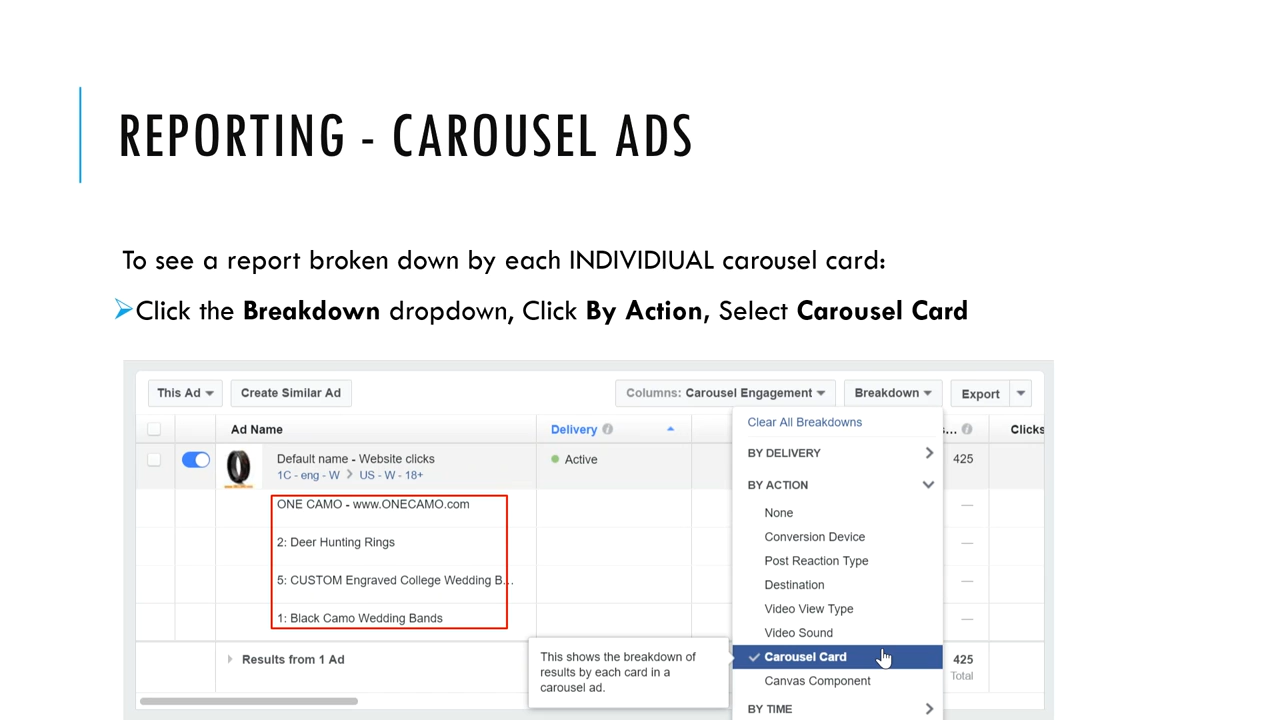 REPORTING - CAROUSEL ADS
To see a report broken down by each INDIVIDIUAL carousel card:
Click the Breakdown dropdown, Click By Action, Select Carousel Card
This Ad
Create Similar Ad
Columns: Carousel Engagement
Breakdown
Export
Ad Name
Delivery
s...
Clicks
Clear All Breakdowns
Default name - Website clicks
Active
BY DELIVERY
425
1C - eng - W > US - W - 18+
BY ACTION
ONE CAMO - www.ONECAMO.com
None
Conversion Device
2: Deer Hunting Rings
Post Reaction Type
5: CUSTOM Engraved College Wedding B...
Destination
Video View Type
1: Black Camo Wedding Bands
Video Sound
Results from 1 Ad
This shows the breakdown of
results by each card in a
carousel ad.
Carousel Card
425
Total
Canvas Component
BY TIME